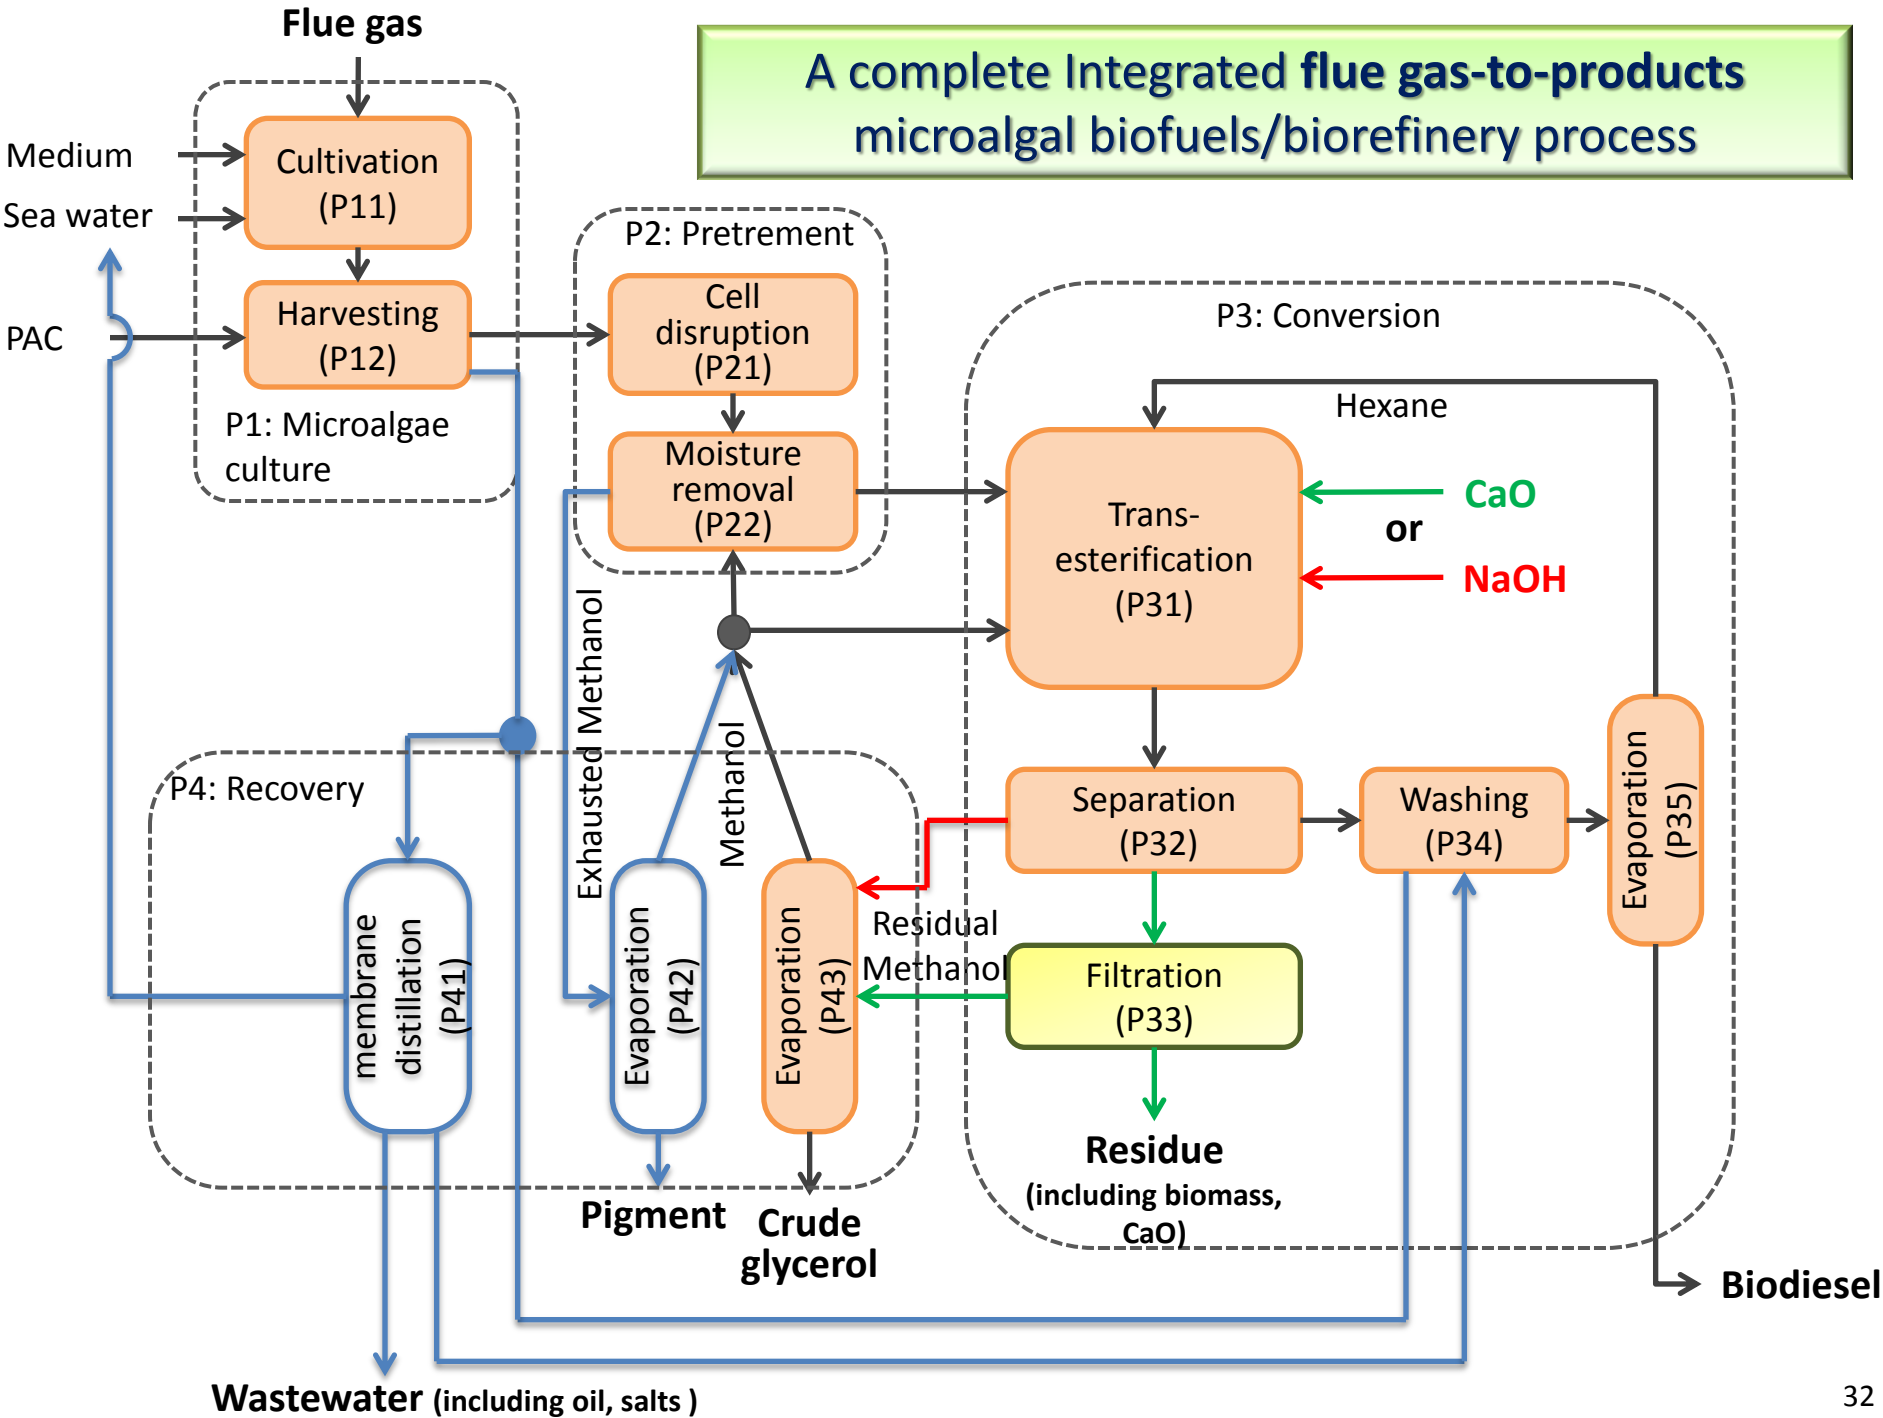 Flue gas
A complete Integrated flue gas-to-products
microalgal biofuels/biorefinery process
Medium
Sea water
PAC
Cultivation
(P11)
Harvesting
(P12)
P1: Microalgae
culture
P2: Pretrement
Cell
disruption
(P21)
Moisture
removal
(P22)
P3: Conversion
Hexane
Trans-
esterification
(P31)
CaO
or
NaOH
Exhausted Methanol
Methanol
P4: Recovery
Separation
(P32)
Washing
(P34)
Evaporation
(P35)
membrane
distillation
(P41)
Evaporation
(P42)
Evaporation
(P43)
Residual
Methanol
Filtration
(P33)
Residue
(including biomass,
CaO)
Pigment
Crude
glycerol
Biodiesel
Wastewater (including oil, salts )
32